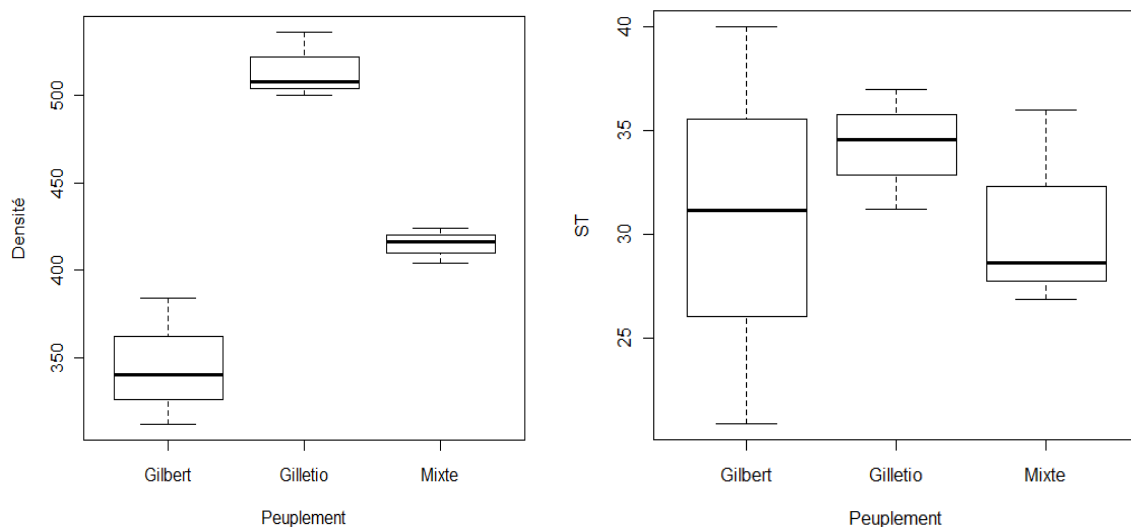 Densité
500
450
400
350
Gilbert Gilletio Mixte
Peuplement
ST
40
35
30
25
Gilbert Gilletio Mixte
Peuplement